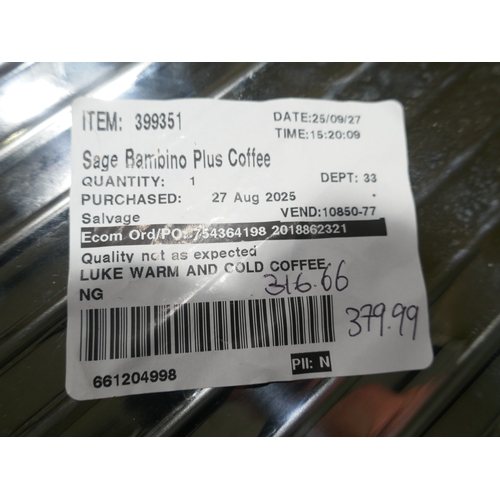 ITEM: 399351 DATE:25/09/27
TIME:15:20:09
Sage Bambino Plus Coffee
QUANTITY: 1 DEPT: 33
PURCHASED: 27 Aug 2025
Salvage VEND:10850-77
Ecom Ord/PO: 754364198 2018862321
Quality not as expected
LUKE WARM AND COLD COFFEE
NG 316.66
379.99
PII: N
661204998